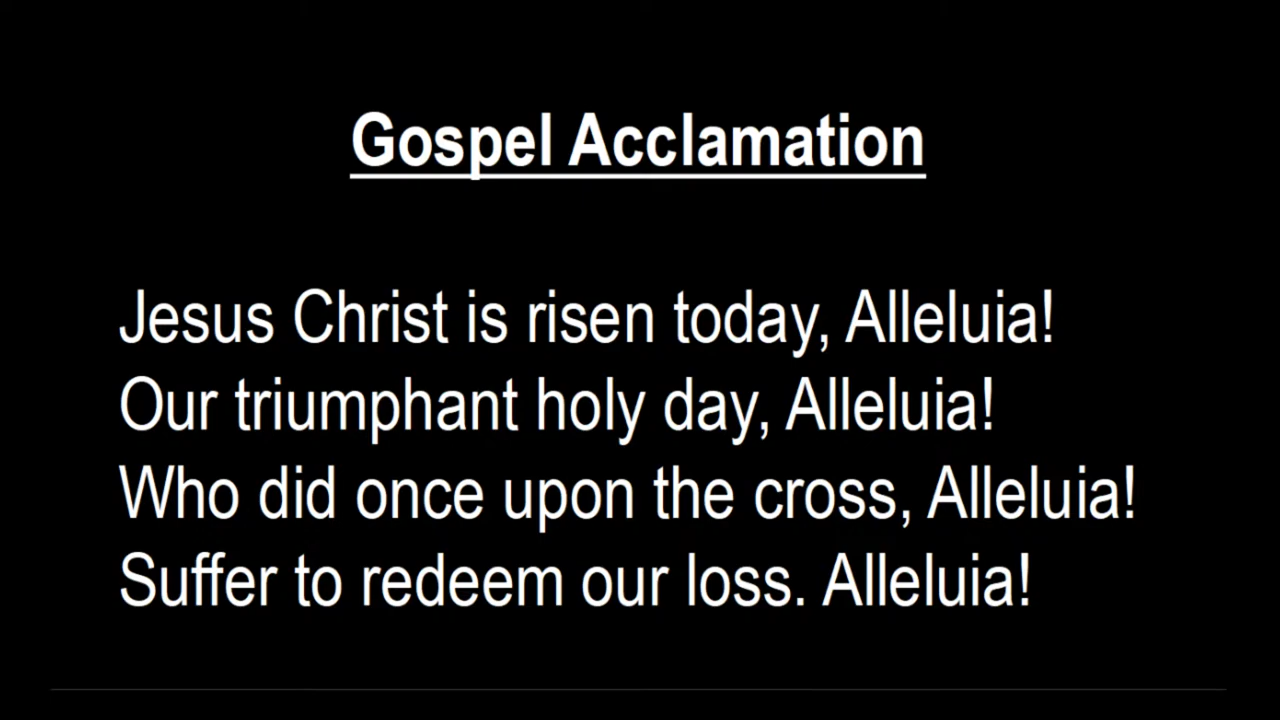 Gospel Acclamation
Jesus Christ is risen today, Alleluia!
Our triumphant holy day, Alleluia!
Who did once upon the cross, Alleluia!
Suffer to redeem our loss. Alleluia!